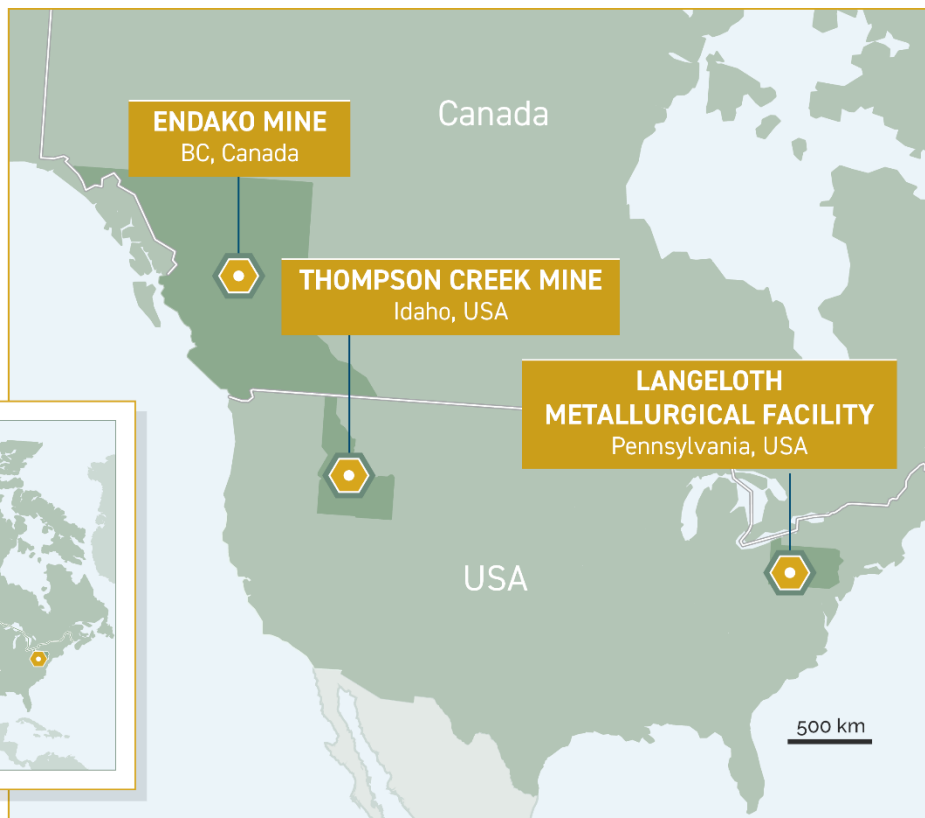 Canada
ENDAKO MINE
BC, Canada
THOMPSON CREEK MINE
Idaho, USA
LANGELOTH
METALLURGICAL FACILITY
Pennsylvania, USA
USA
500 km